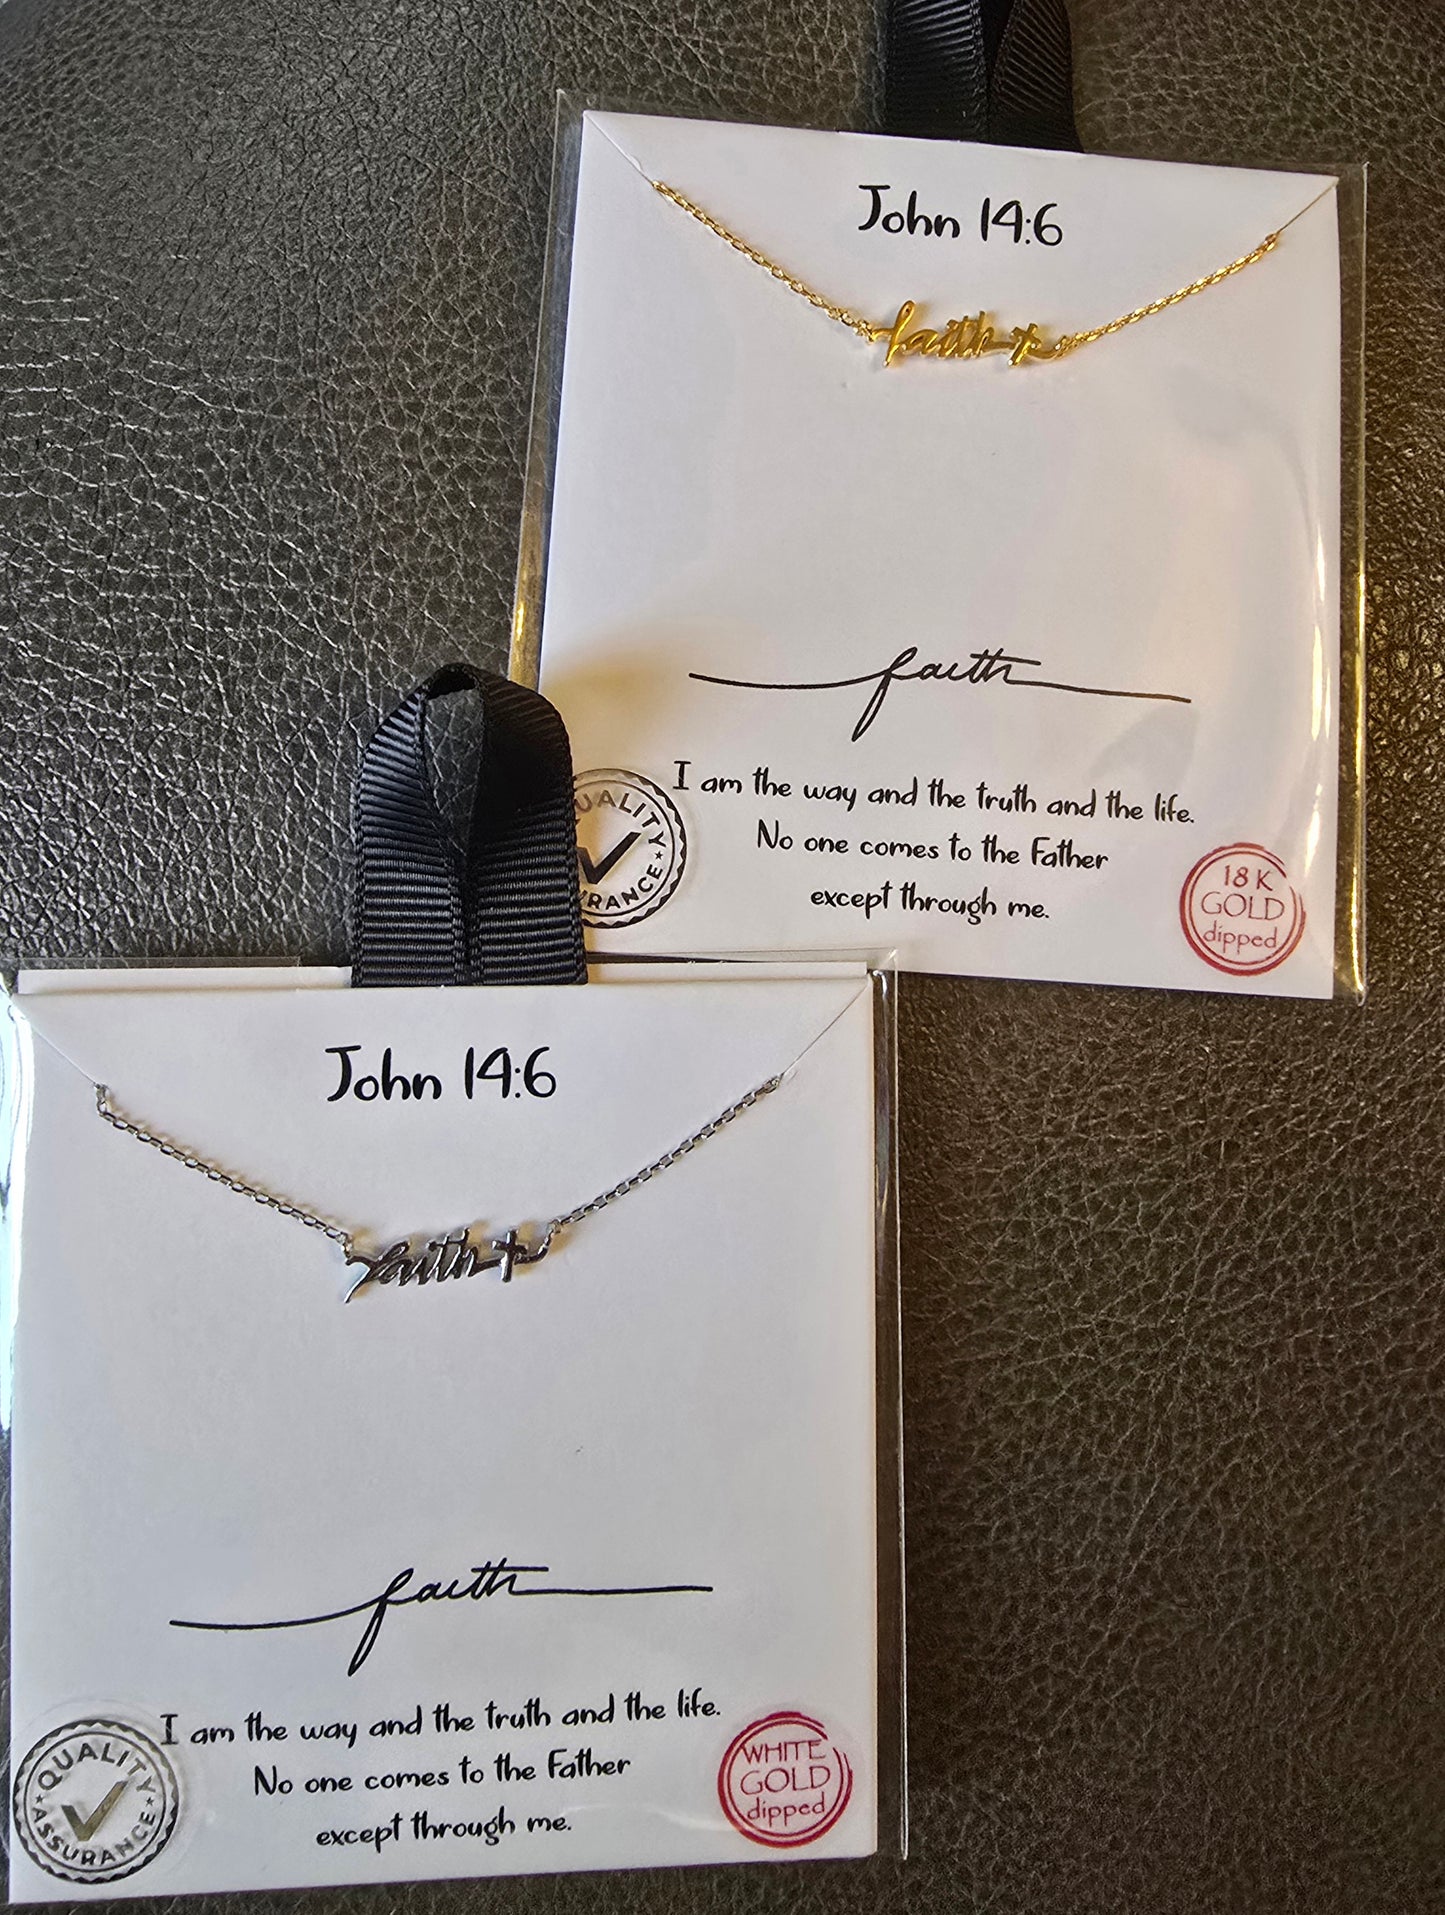 John 14:6
faith
faith
I am the way and the truth and the life.
No one comes to the Father
except through me.
18 K
GOLD
dipped
John 14:6
faith
faith
I am the way and the truth and the life.
No one comes to the Father
except through me.
QUALITY
ASSURANCE
WHITE
GOLD
dipped